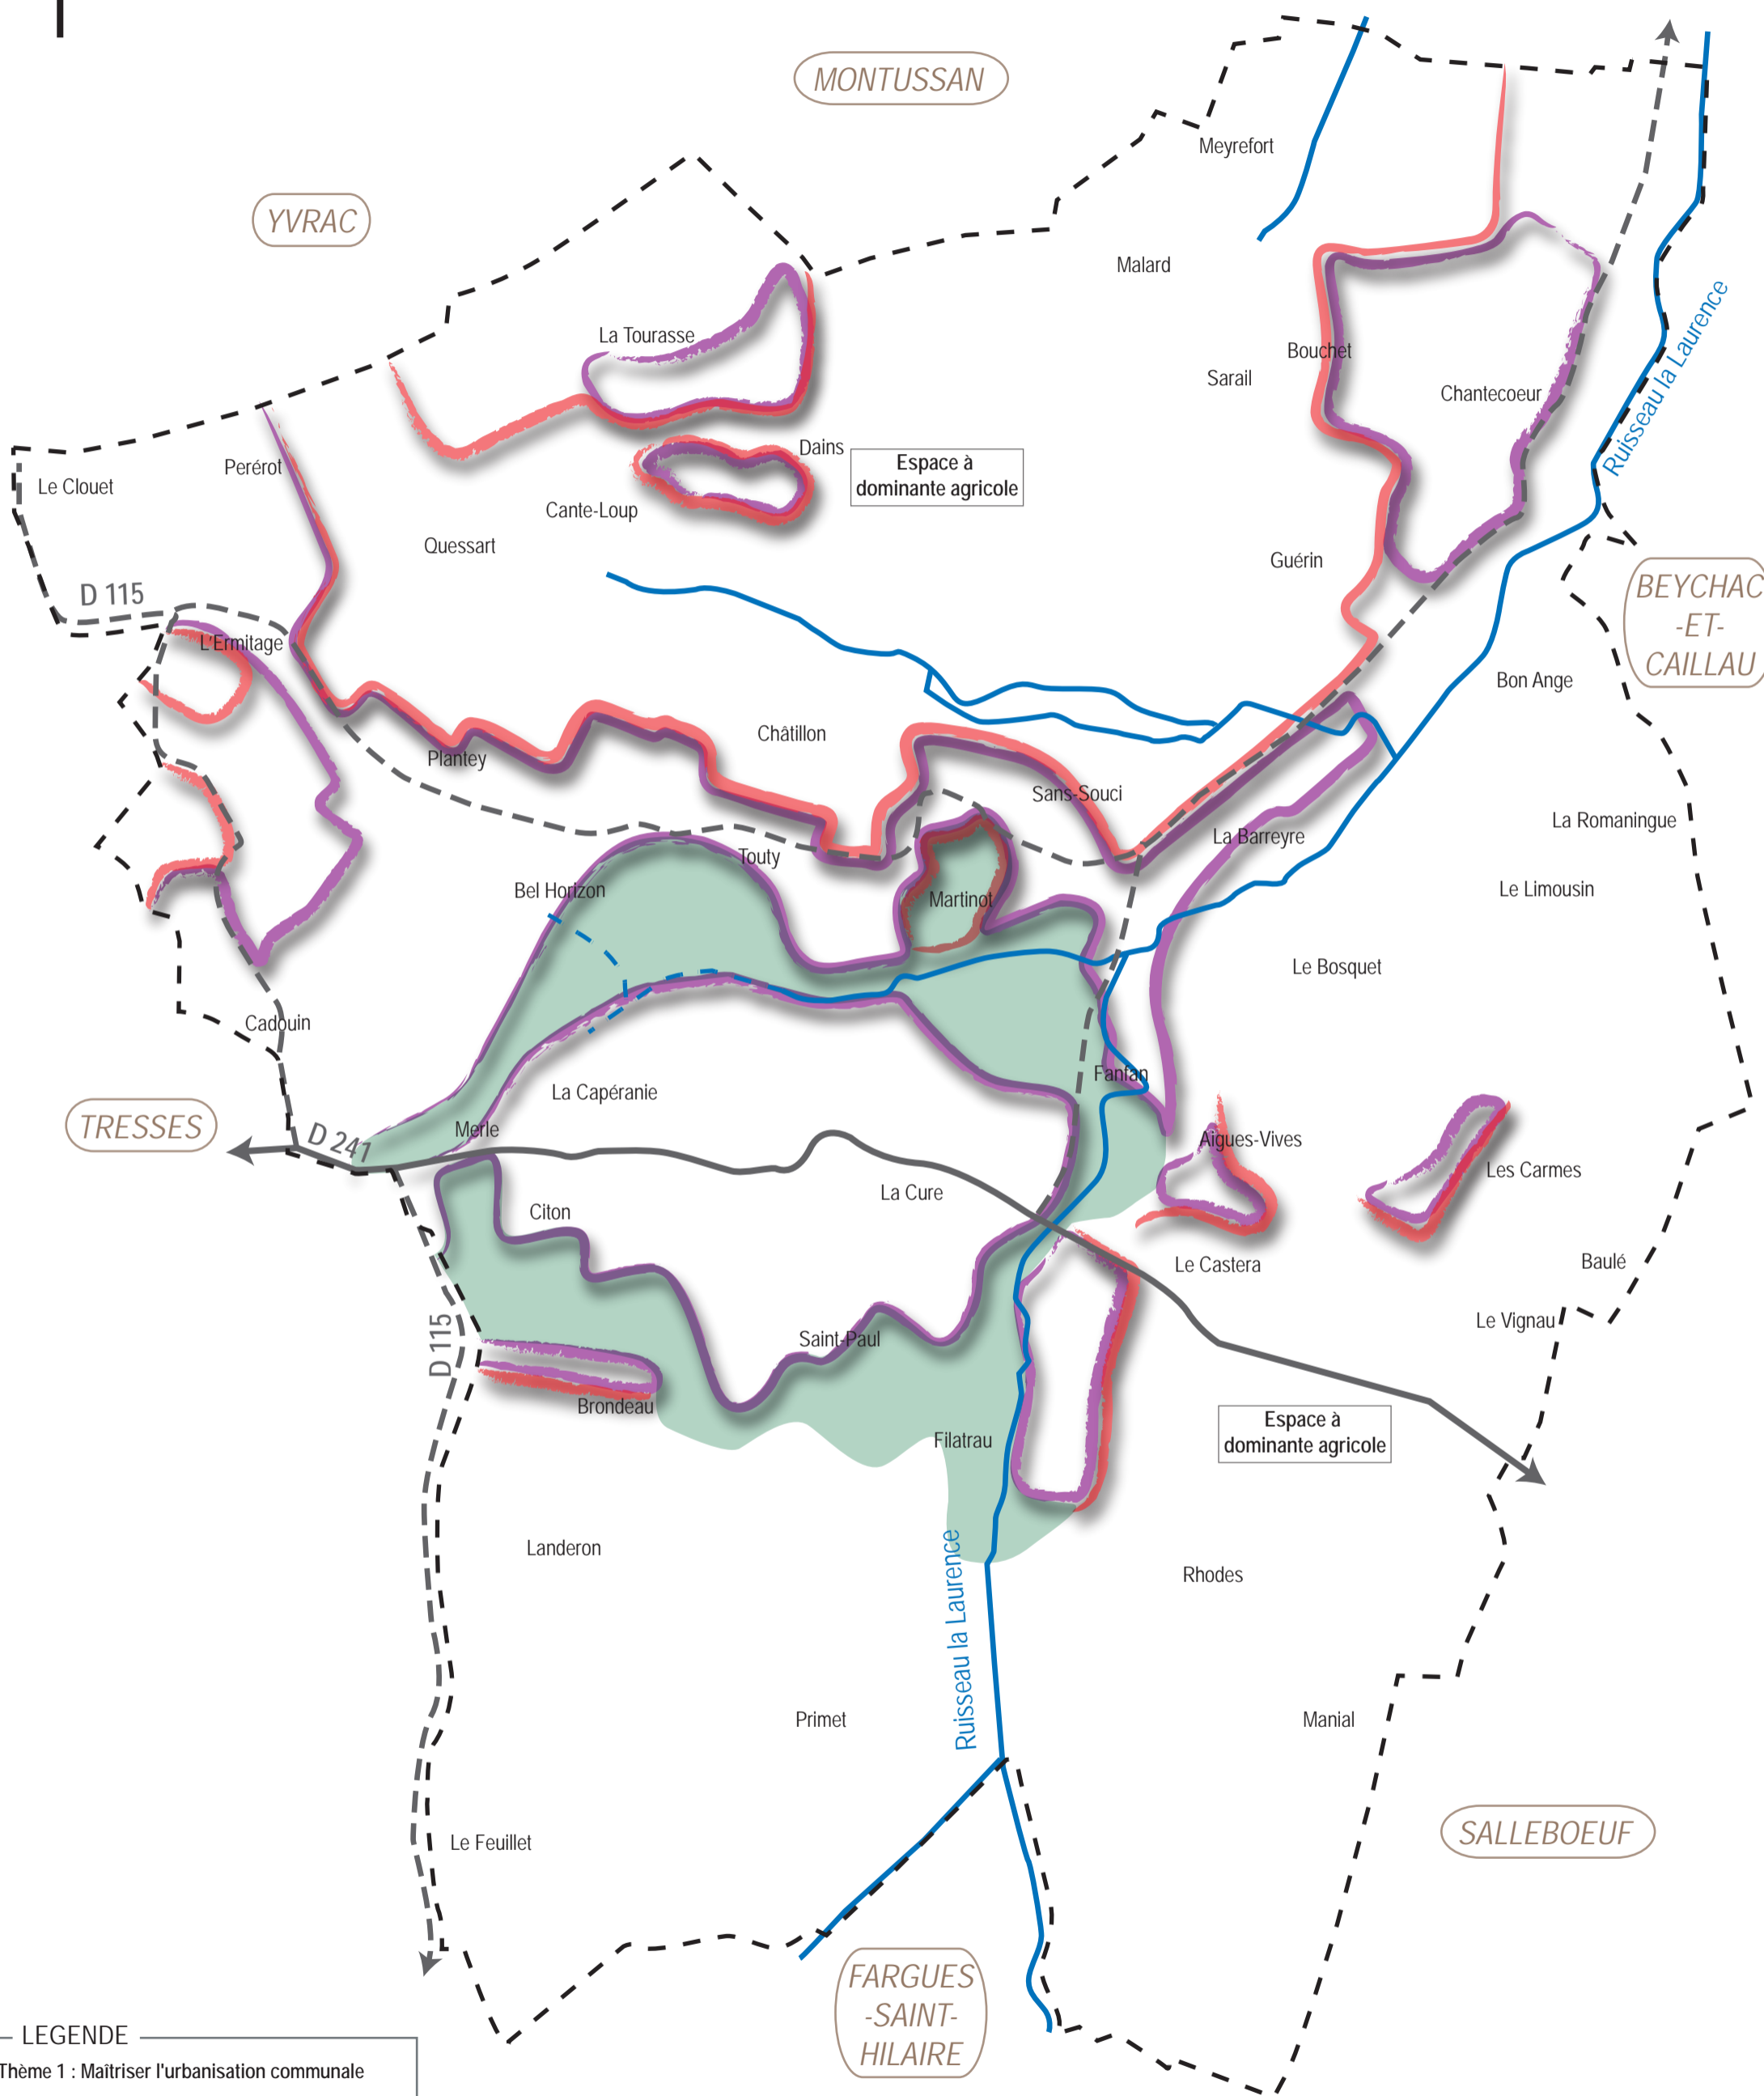 MONTUSSAN
Meyrefort
YVRAC
Malard
La Tourasse
Ruisseau la Laurence
Bouchet
Sarail
Chantecoeur
Dains
Espace à
dominante agricole
Perérot
Le Clouet
Cante-Loup
Quessart
Guérin
D 115
BEYCHAC
-ET-
CAILLAU
L'Ermitage
Bon Ange
Châtillon
Plantey
Sans-Souci
La Barreyre
La Romaningue
Touty
Bel Horizon
Martinot
Le Limousin
Le Bosquet
Cadouin
Fanfan
La Capéranie
TRESSES
D 241
Merle
Aigues-Vives
Les Carmes
La Cure
Citon
Le Castera
Baulé
Le Vignau
D 115
Saint-Paul
Brondeau
Filatrau
Espace à
dominante agricole
Landeron
Rhodes
Ruisseau la Laurence
Primet
Manial
Le Feuillet
SALLEBOEUF
FARGUES
-SAINT-
HILAIRE
LEGENDE
Thème 1 : Maîtriser l'urbanisation communale